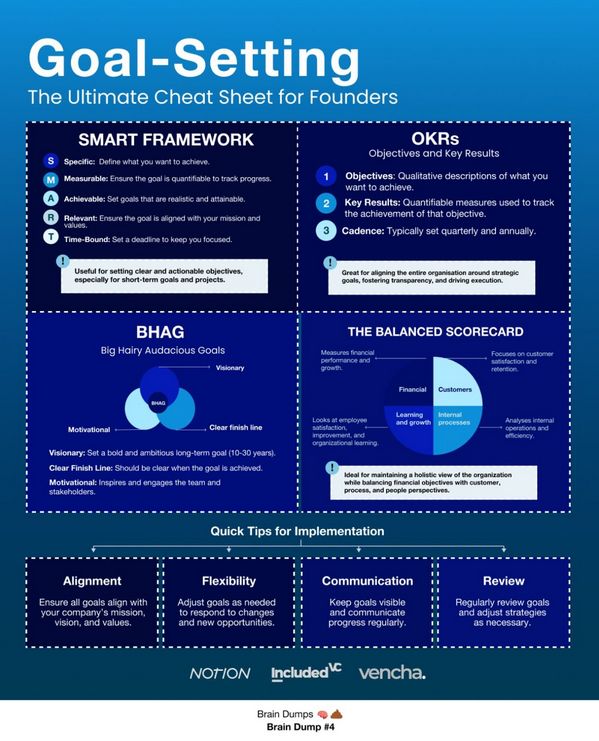 Goal-Setting
The Ultimate Cheat Sheet for Founders
SMART FRAMEWORK
S Specific: Define what you want to achieve.
M Measurable: Ensure the goal is quantifiable to track progress.
A Achievable: Set goals that are realistic and attainable.
R Relevant: Ensure the goal is aligned with your mission and
values.
T Time-Bound: Set a deadline to keep you focused.
!
Useful for setting clear and actionable objectives,
especially for short-term goals and projects.
OKRs
Objectives and Key Results
1 Objectives: Qualitative descriptions of what you
want to achieve.
2 Key Results: Quantifiable measures used to track
the achievement of that objective.
3 Cadence: Typically set quarterly and annually.
!
Great for aligning the entire organisation around strategic
goals, fostering transparency, and driving execution.
BHAG
Big Hairy Audacious Goals
Visionary
BHAG
Motivational
Clear finish line
Visionary: Set a bold and ambitious long-term goal (10-30 years).
Clear Finish Line: Should be clear when the goal is achieved.
Motivational: Inspires and engages the team and
stakeholders.
THE BALANCED SCORECARD
Measures financial
performance and
growth.
Focuses on customer
satisfaction and
retention.
Financial
Customers
Learning
and growth
Internal
processes
Looks at employee
satisfaction,
improvement, and
organizational learning.
Analyses internal
operations and
efficiency.
!
Ideal for maintaining a holistic view of the organization
while balancing financial objectives with customer,
process, and people perspectives.
Quick Tips for Implementation
Alignment
Ensure all goals align with
your company's mission,
vision, and values.
Flexibility
Adjust goals as needed
to respond to changes
and new opportunities.
Communication
Keep goals visible
and communicate
progress regularly.
Review
Regularly review goals
and adjust strategies
as necessary.
NOTION
Included VC
vencha.
Brain Dumps 🧠💩
Brain Dump #4